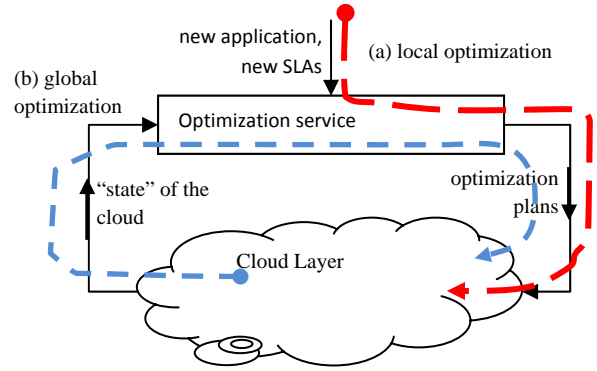 new application,
new SLAs
(a) local optimization
(b) global
optimization
Optimization service
“state” of the
cloud
optimization
plans
Cloud Layer